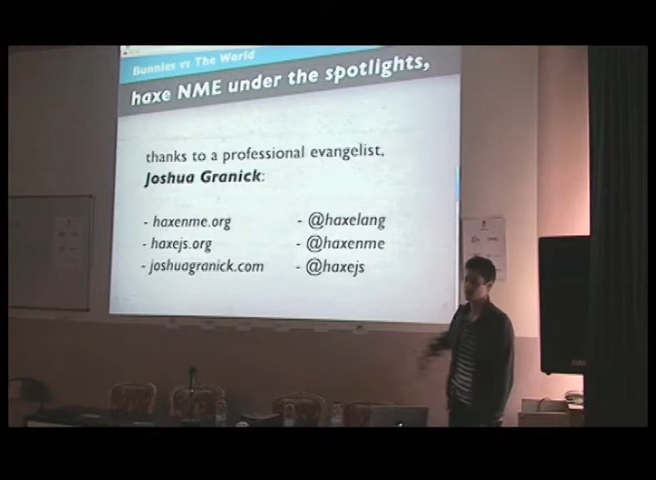 Bunnies vs The World
haxe NME under the spotlights,
thanks to a professional evangelist,
Joshua Granick:
- haxenme.org
- haxejs.org
- joshuagranick.com
- @haxelang
- @haxenme
- @haxejs